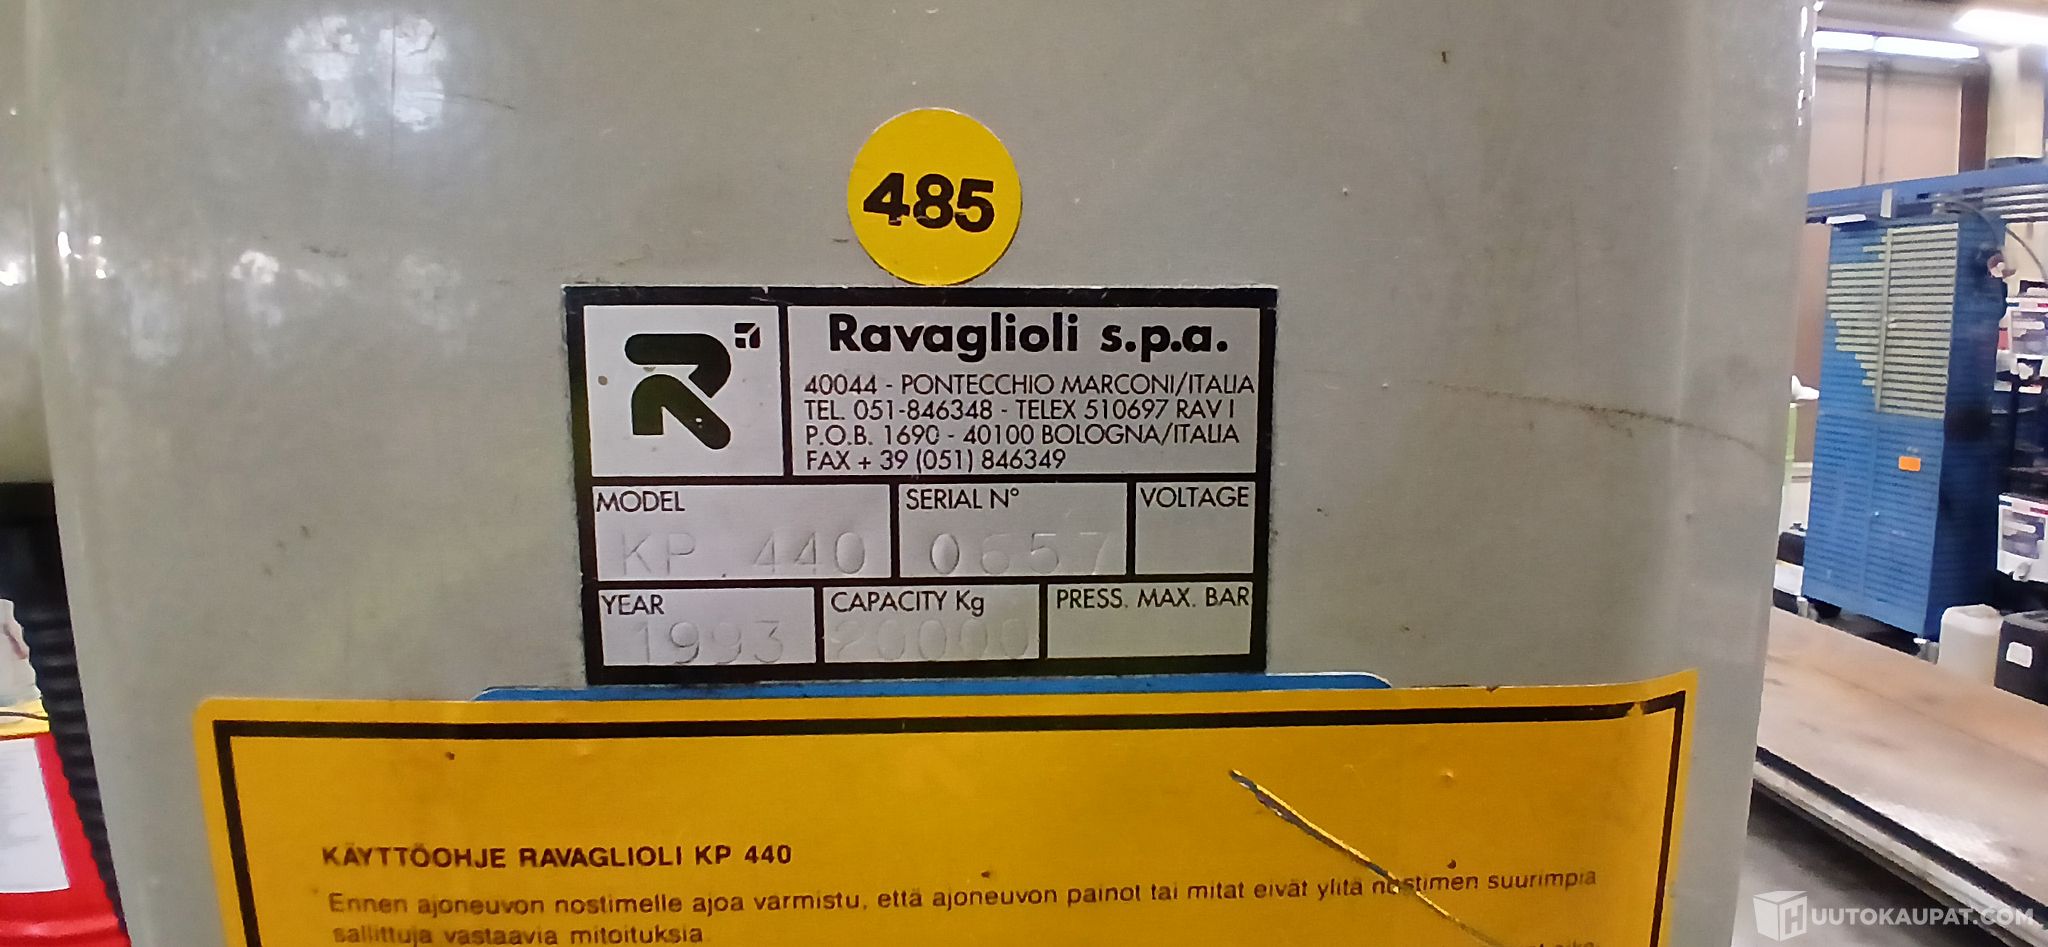 485
Ravaglioli s.p.a.
40044 - PONTECCHIO MARCONI/ITALIA
TEL. 051-846348 - TELEX 510697 RAV I
P.O.B. 1690 - 40100 BOLOGNA/ITALIA
FAX + 39 (051) 846349
MODEL SERIAL N° VOLTAGE
KP. 440 0657
YEAR CAPACITY Kg PRESS. MAX. BAR
1993 20000
KÄYTTÖOHJE RAVAGLIOLI KP 440
Ennen ajoneuvon nostimelle ajoa varmistu, että ajoneuvon painot tai mitat eivät ylitä nostimen suurimpia
sallittuja vastaavia mitoituksia
HUUTOKAUPAT.COM